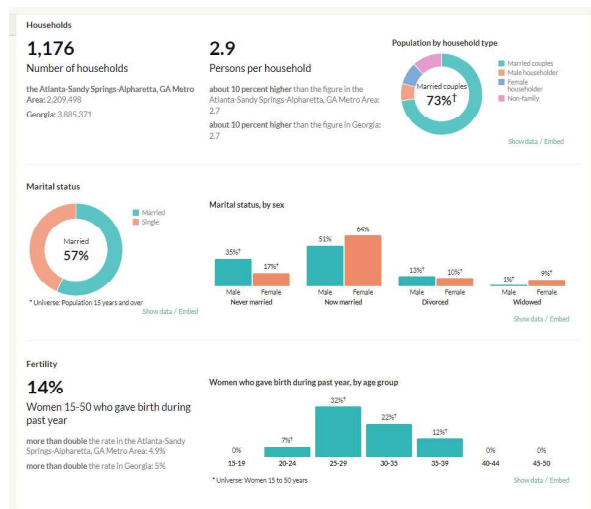 Households
1,176
Number of households
the Atlanta-Sandy Springs-Alpharetta, GA Metro
Area: 2,209,498
Georgia: 3,885,371
2.9
Persons per household
about 10 percent higher than the figure in the
Atlanta-Sandy Springs-Alpharetta, GA Metro Area:
2.7
about 10 percent higher than the figure in Georgia:
2.7
Population by household type
Married couples
73%†
Married couples
Male householder
Female
householder
Non-family
Show data / Embed
Marital status
Married
57%
Married
Single
* Universe: Population 15 years and over
Show data / Embed
Marital status, by sex
35%†
17%†
51%
64%
13%†
10%†
1%†
9%†
Male
Female
Male
Female
Male
Female
Male
Female
Never married
Now married
Divorced
Widowed
Show data / Embed
Fertility
14%
Women 15-50 who gave birth during
past year
more than double the rate in the Atlanta-Sandy
Springs-Alpharetta, GA Metro Area: 4.9%
more than double the rate in Georgia: 5%
Women who gave birth during past year, by age group
0%
7%†
32%†
22%†
12%†
0%
0%
15-19
20-24
25-29
30-35
35-39
40-44
45-50
* Universe: Women 15 to 50 years
Show data / Embed